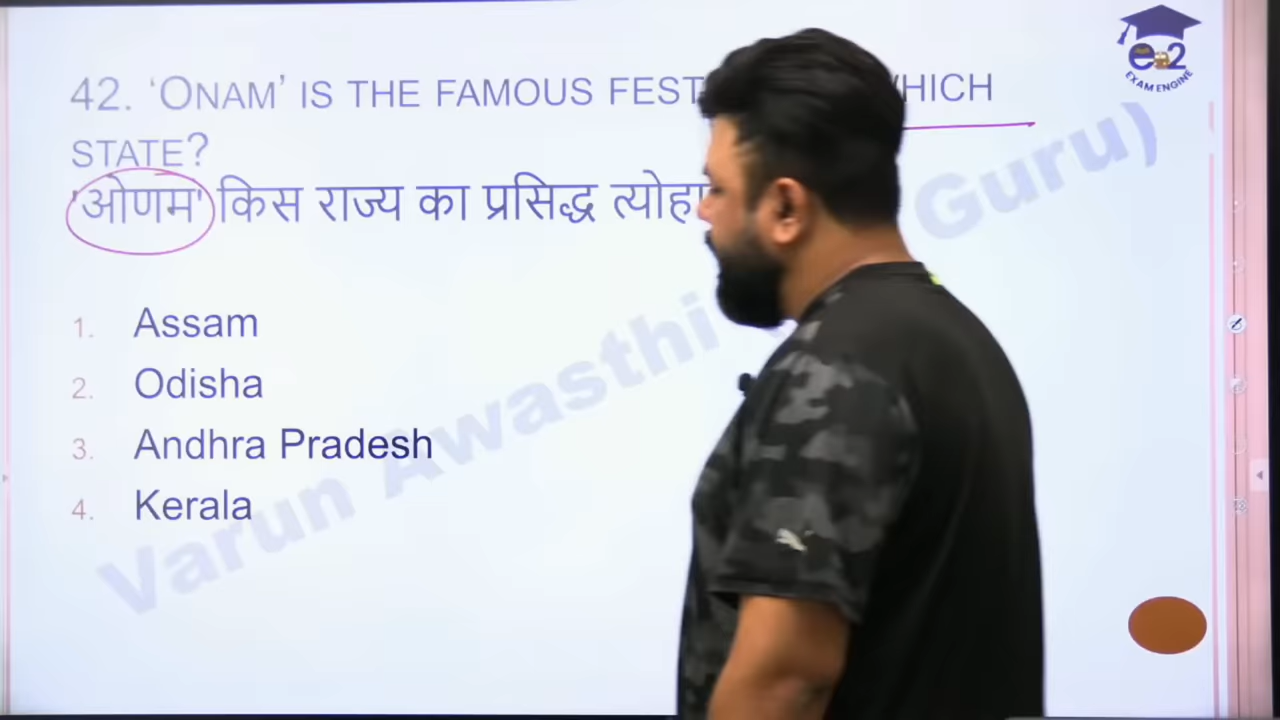 42. ‘ONAM’ IS THE FAMOUS FEST HICH
STATE?
'ओणम' किस राज्य का प्रसिद्ध त्योहा
1. Assam
2. Odisha
3. Andhra Pradesh
4. Kerala
Varun Awasthi Guru)
e2
EXAM ENGINE